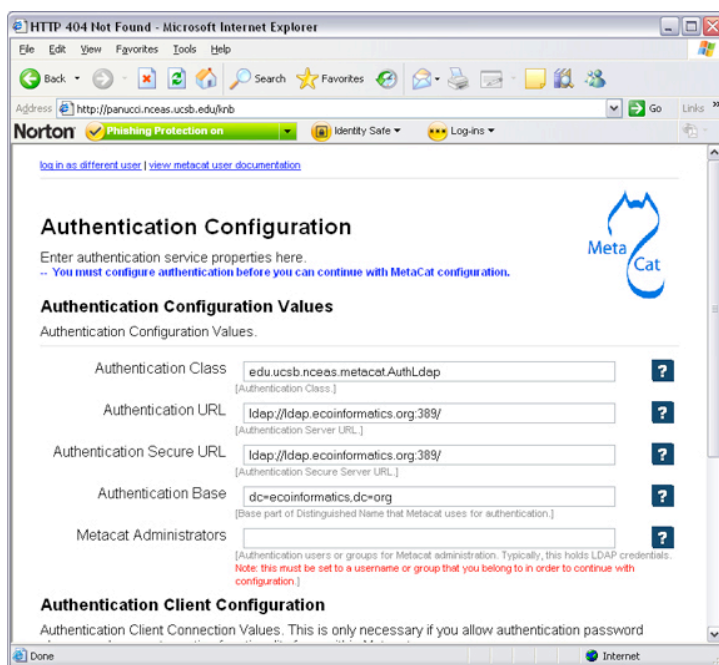 HTTP 404 Not Found - Microsoft Internet Explorer
File Edit View Favorites Tools Help
Back Search Favorites
Address http://panucci.nceas.ucsb.edu/knb Go Links »
Norton Phishing Protection on Identity Safe Log-ins
log in as different user | view metacat user documentation
Authentication Configuration
Meta Cat
Enter authentication service properties here.
-- You must configure authentication before you can continue with MetaCat configuration.
Authentication Configuration Values
Authentication Configuration Values.
Authentication Class edu.ucsb.nceas.metacat.AuthLdap ?
[Authentication Class.]
Authentication URL ldap://ldap.ecoinformatics.org:389/ ?
[Authentication Server URL.]
Authentication Secure URL ldap://ldap.ecoinformatics.org:389/ ?
[Authentication Secure Server URL.]
Authentication Base dc=ecoinformatics,dc=org ?
[Base part of Distinguished Name that Metacat uses for authentication.]
Metacat Administrators ?
[Authentication users or groups for Metacat administration. Typically, this holds LDAP credentials.
Note: this must be set to a username or group that you belong to in order to continue with
configuration.]
Authentication Client Configuration
Authentication Client Connection Values. This is only necessary if you allow authentication password
Done Internet